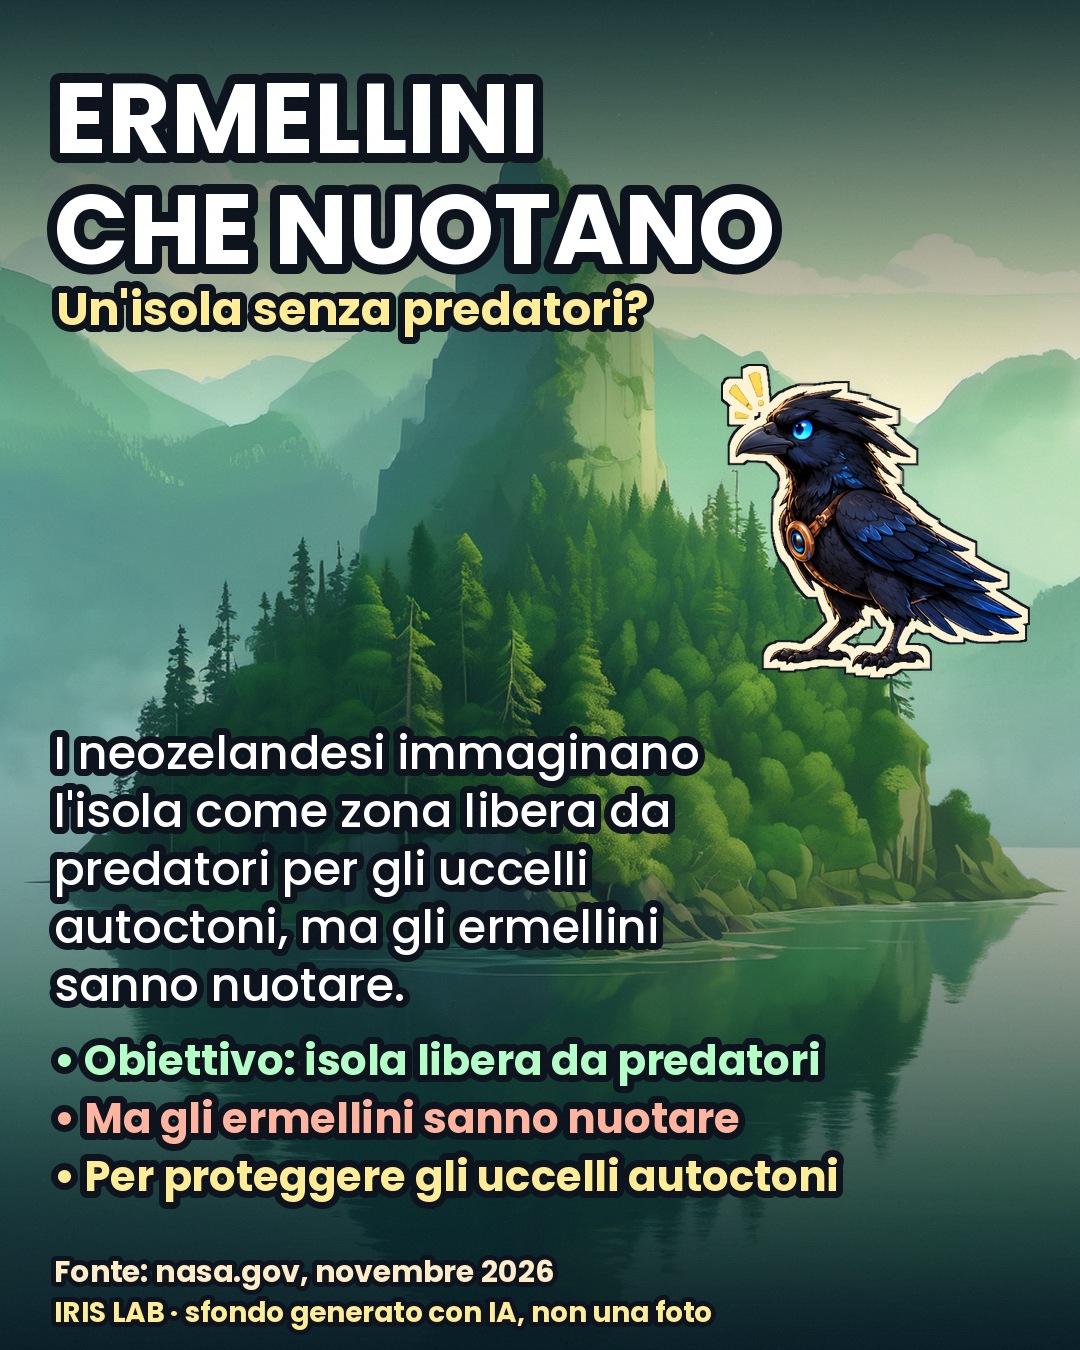 ERMELLINI
CHE NUOTANO
Un'isola senza predatori?
I neozelandesi immaginano
l'isola come zona libera da
predatori per gli uccelli
autoctoni, ma gli ermellini
sanno nuotare.
• Obiettivo: isola libera da predatori
• Ma gli ermellini sanno nuotare
• Per proteggere gli uccelli autoctoni
Fonte: nasa.gov, novembre 2026
IRIS LAB · sfondo generato con IA, non una foto